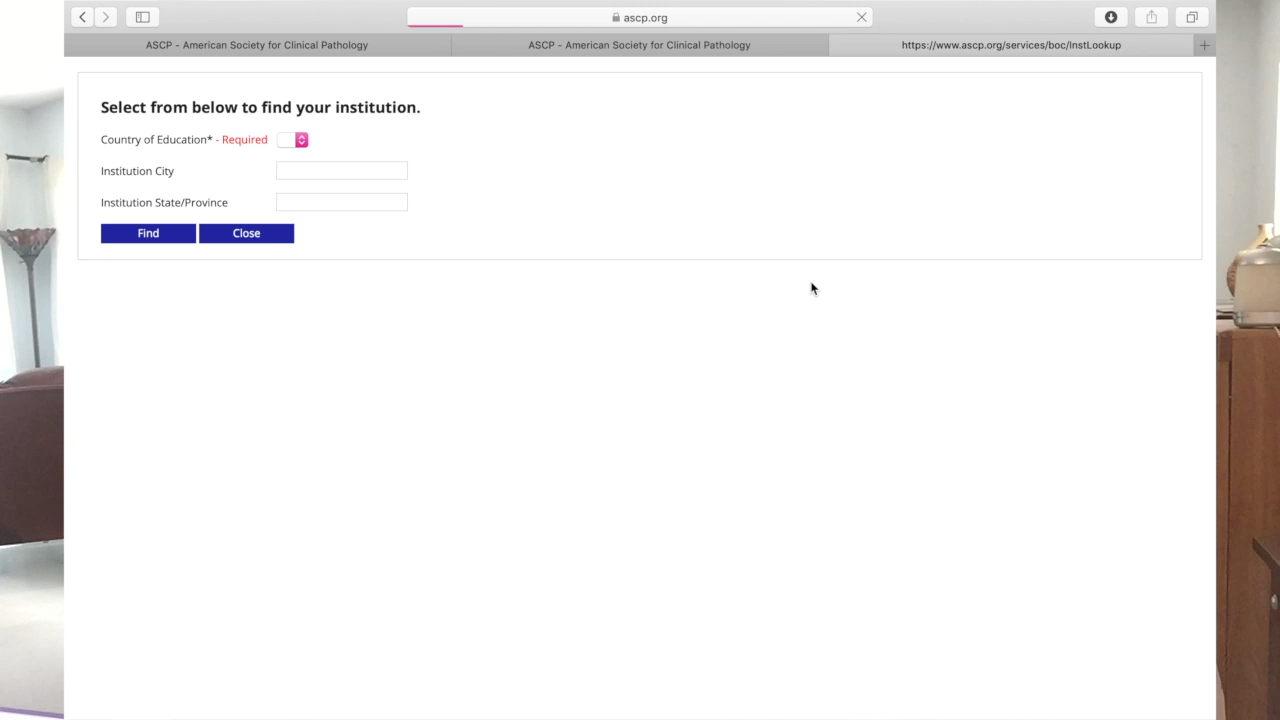 ascp.org
ASCP - American Society for Clinical Pathology
ASCP - American Society for Clinical Pathology
https://www.ascp.org/services/boc/InstLookup
Select from below to find your institution.
Country of Education* - Required
Institution City
Institution State/Province
Find Close